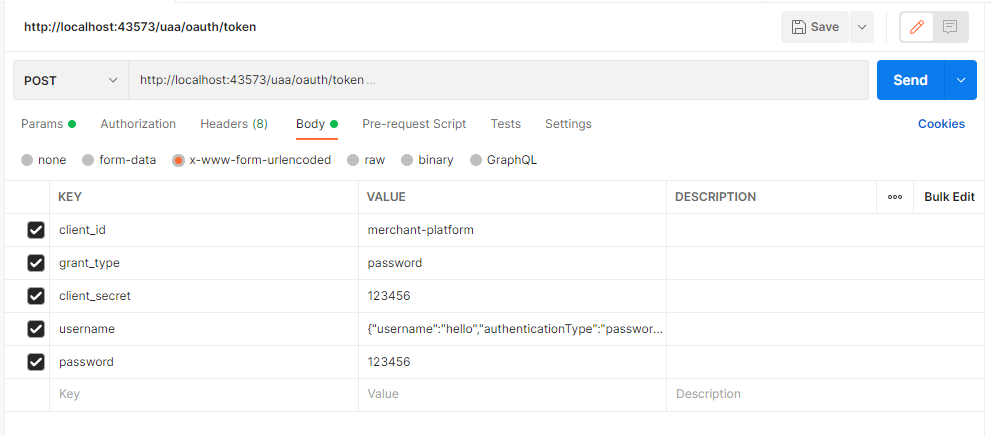 http://localhost:43573/uaa/oauth/token
Save
POST http://localhost:43573/uaa/oauth/token ... Send
Params Authorization Headers (8) Body Pre-request Script Tests Settings Cookies
none form-data x-www-form-urlencoded raw binary GraphQL
KEY VALUE DESCRIPTION ooo Bulk Edit
client_id merchant-platform
grant_type password
client_secret 123456
username {"username":"hello","authenticationType":"passwor...
password 123456
Key Value Description